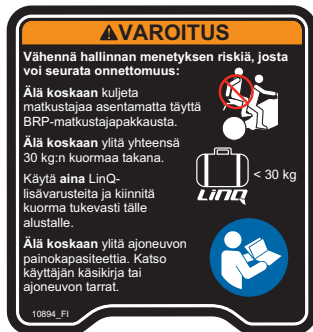 ⚠VAROITUS
Vähennä hallinnan menetyksen riskiä, josta
voi seurata onnettomuus:
Älä koskaan kuljeta
matkustajaa asentamatta täyttä
BRP-matkustajapakkausta.
Älä koskaan ylitä yhteensä
30 kg:n kuormaa takana.
< 30 kg
LinQ
Käytä aina LinQ-
lisävarusteita ja kiinnitä
kuorma tukevasti tälle
alustalle.
Älä koskaan ylitä ajoneuvon
painokapasiteettia. Katso
käyttäjän käsikirja tai
ajoneuvon tarrat.
10894_FI